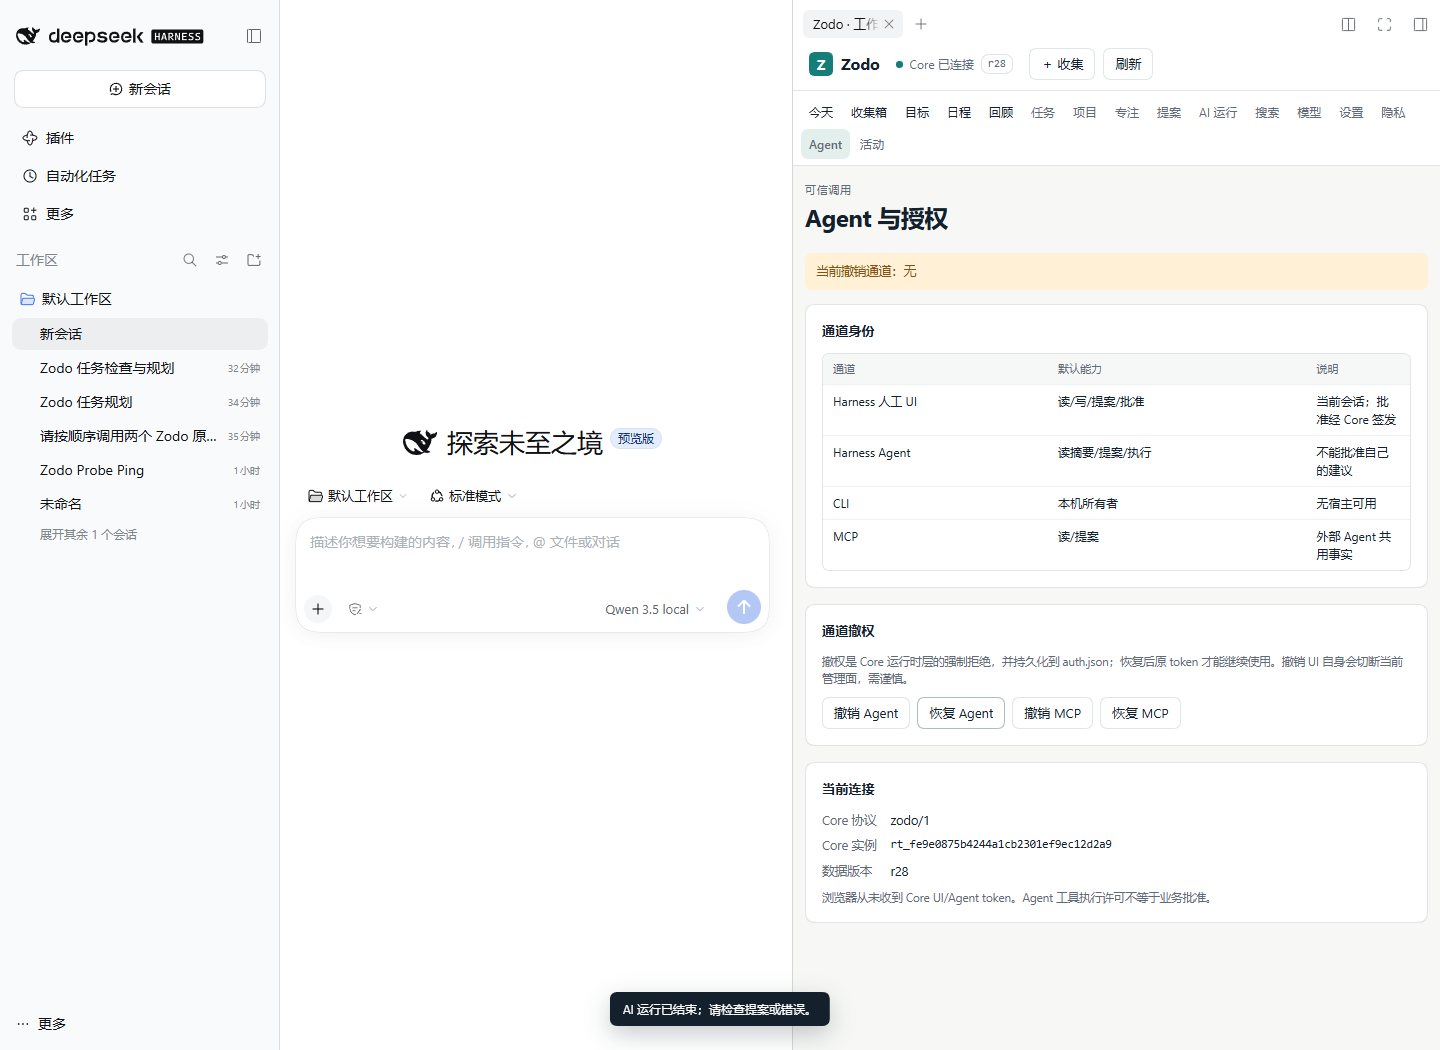 deepseek HARNESS
新会话
插件
自动化任务
更多
工作区
默认工作区
新会话
Zodo 任务检查与规划 32分钟
Zodo 任务规划 34分钟
请按顺序调用两个 Zodo 原... 35分钟
Zodo Probe Ping 1小时
未命名 1小时
展开其余 1 个会话
更多
探索未至之境 预览版
默认工作区 标准模式
描述你想要构建的内容, / 调用指令, @ 文件或对话
Qwen 3.5 local
Zodo · 工作
Z Zodo Core 已连接 r28 + 收集 刷新
今天 收集箱 目标 日程 回顾 任务 项目 专注 提案 AI 运行 搜索 模型 设置 隐私
Agent 活动
可信调用
Agent 与授权
当前撤销通道：无
通道身份
通道 默认能力 说明
Harness 人工 UI 读/写/提案/批准 当前会话；批
准经 Core 签发
Harness Agent 读摘要/提案/执行 不能批准自己
的建议
CLI 本机所有者 无宿主可用
MCP 读/提案 外部 Agent 共
用事实
通道撤权
撤权是 Core 运行时层的强制拒绝，并持久化到 auth.json；恢复后原 token 才能继续使用。撤销 UI 自身会切断当前
管理面，需谨慎。
撤销 Agent 恢复 Agent 撤销 MCP 恢复 MCP
当前连接
Core 协议 zodo/1
Core 实例 rt_fe9e0875b4244a1cb2301ef9ec12d2a9
数据版本 r28
浏览器从未收到 Core UI/Agent token。Agent 工具执行许可不等于业务批准。
AI 运行已结束；请检查提案或错误。